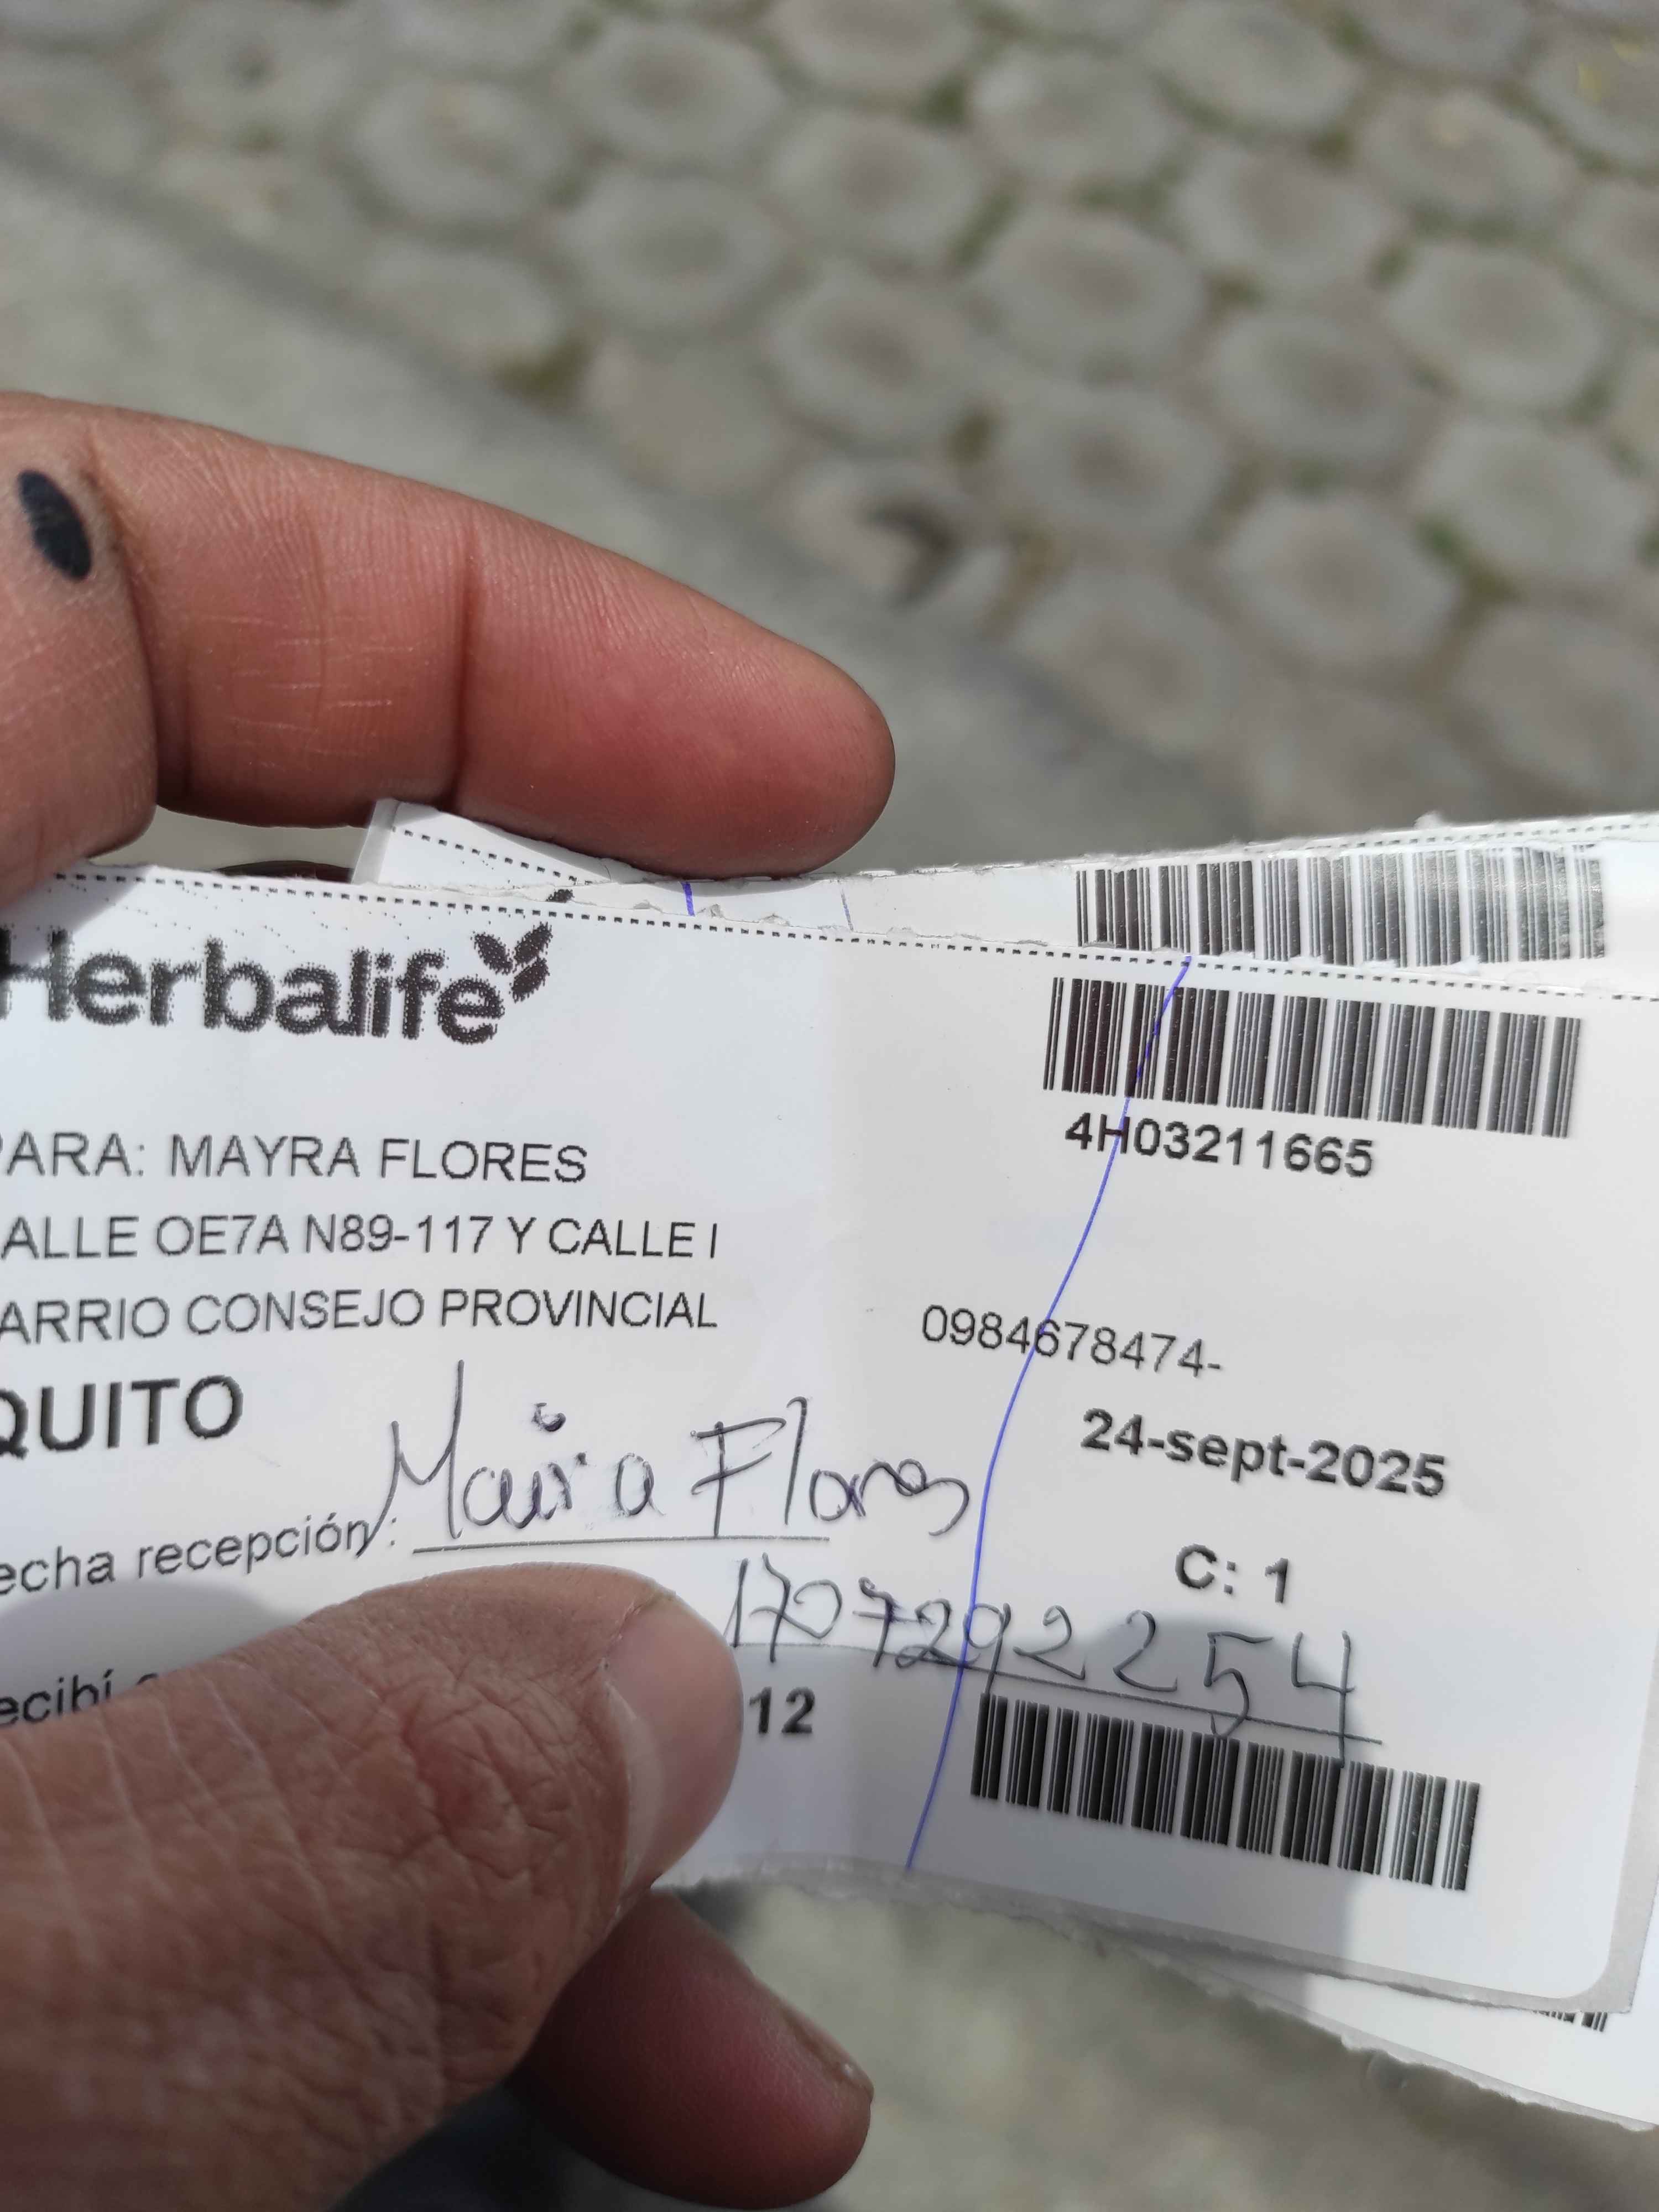 Herbalife
4H03211665
PARA: MAYRA FLORES
ALLE OE7A N89-117 Y CALLE I
ARRIO CONSEJO PROVINCIAL
0984678474-
QUITO
24-sept-2025
echa recepción: Maira Flores
C: 1
1707292254
ecibí
12